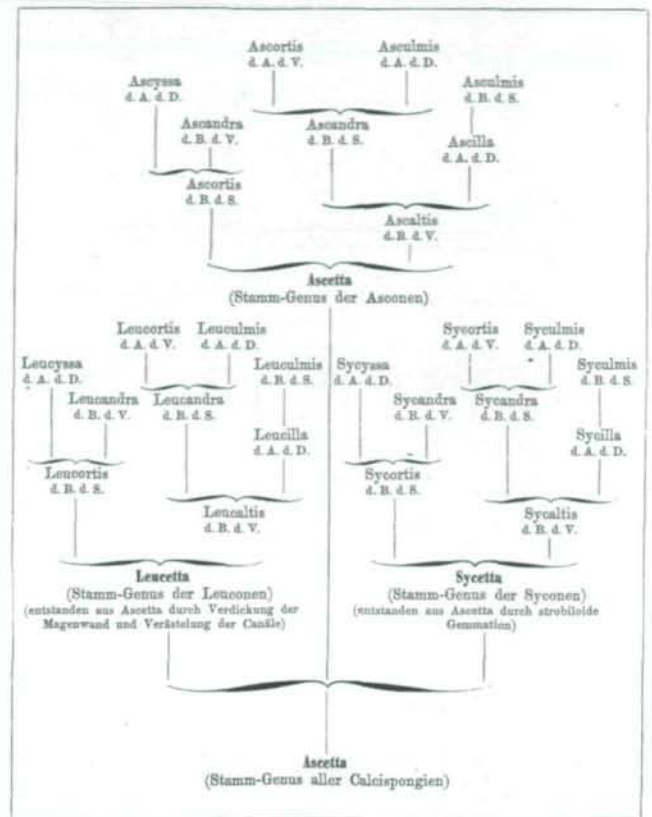 Ascortis
d. A. d. V.
Asculmis
d. A. d. D.
Ascyssa
d. A. d. D.
Asculmis
d. B. d. S.
Ascandra
d. B. d. V.
Ascandra
d. B. d. S.
Ascilla
d. A. d. D.
Ascortis
d. B. d. S.
Ascaltis
d. B. d. V.
Ascetta
(Stamm-Genus der Asconen)
Leucortis
d. A. d. V.
Leuculmis
d. A. d. D.
Leucyssa
d. A. d. D.
Leuculmis
d. B. d. S.
Leucandra
d. B. d. V.
Leucandra
d. B. d. S.
Leucilla
d. A. d. D.
Leucortis
d. B. d. S.
Leucaltis
d. B. d. V.
Leucetta
(Stamm-Genus der Leuconen)
(entstanden aus Ascetta durch Verdickung der
Magenwand und Verästelung der Canäle)
Sycortis
d. A. d. V.
Syculmis
d. A. d. D.
Sycyssa
d. A. d. D.
Syculmis
d. B. d. S.
Sycandra
d. B. d. V.
Sycandra
d. B. d. S.
Sycilla
d. A. d. D.
Sycortis
d. B. d. S.
Sycaltis
d. B. d. V.
Sycetta
(Stamm-Genus der Syconen)
(entstanden aus Ascetta durch strobiloide
Gemmation)
Ascetta
(Stamm-Genus aller Calcispongien)